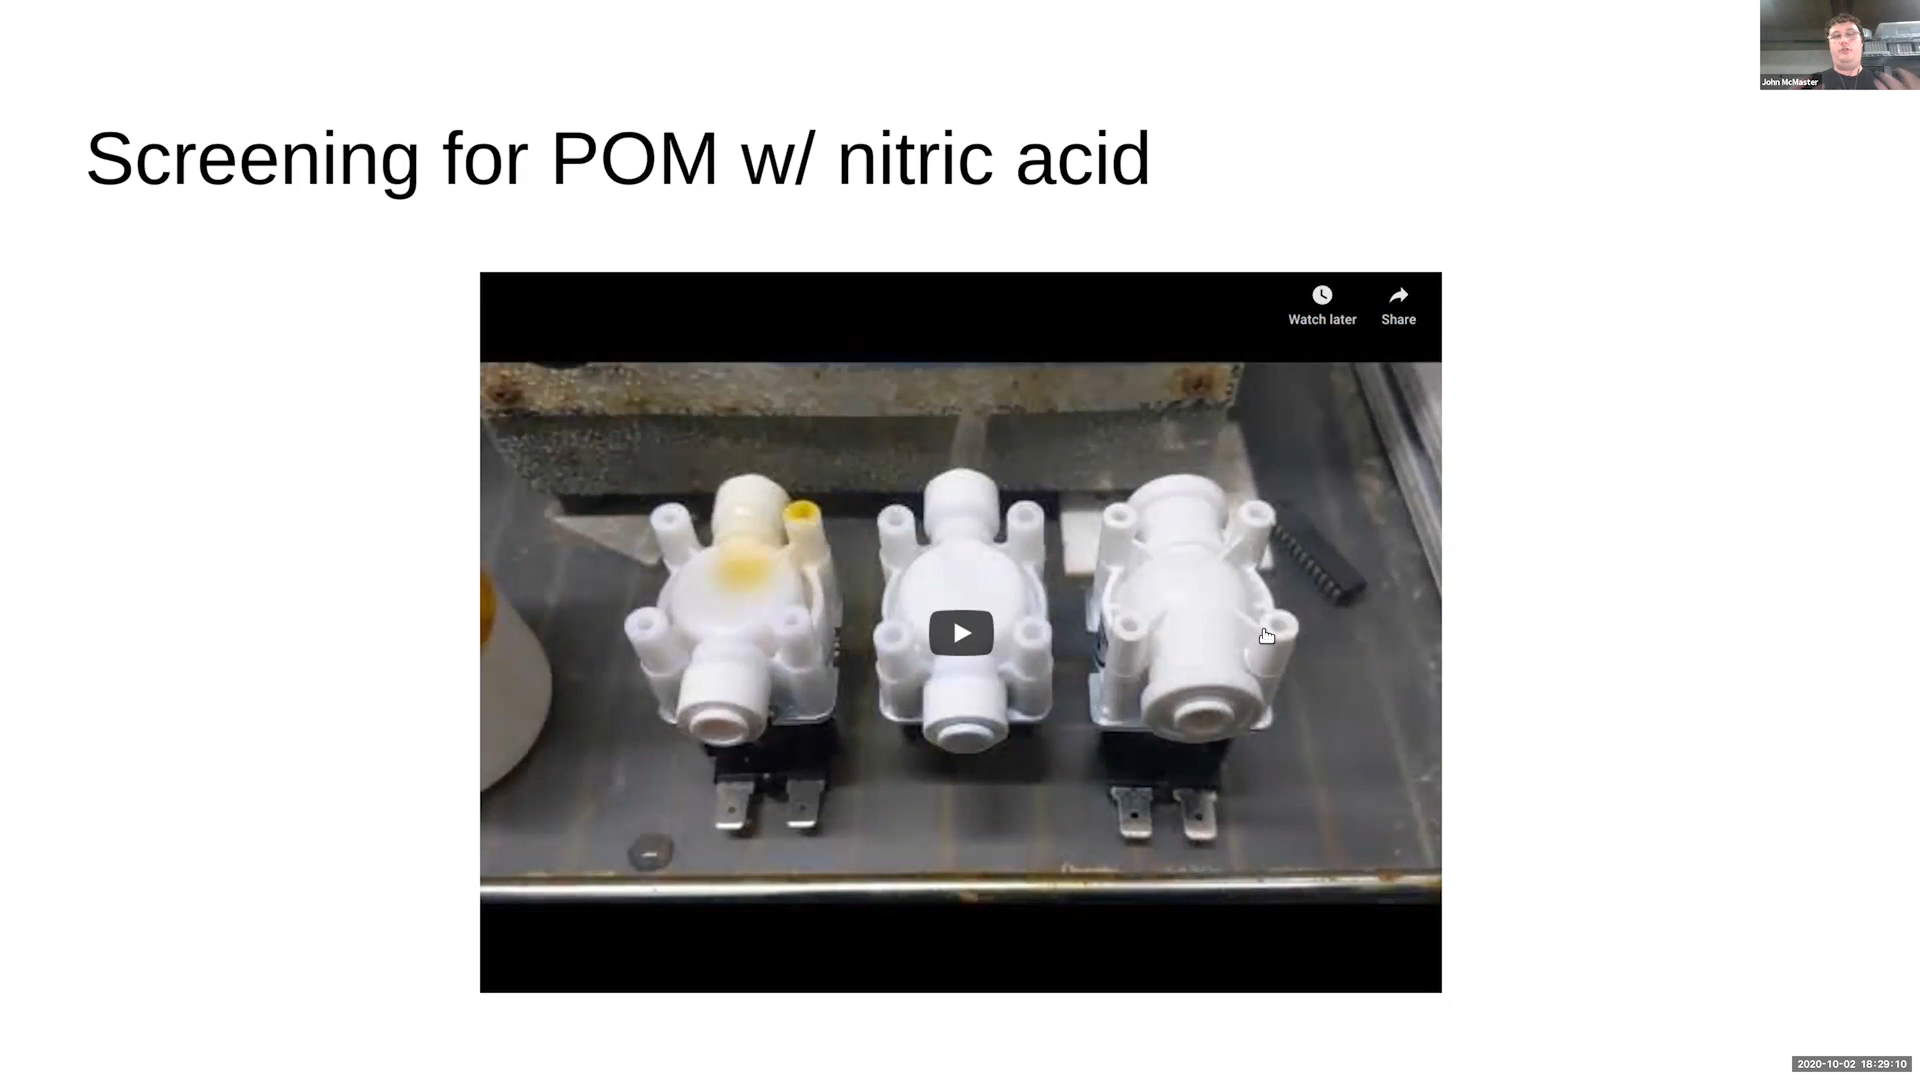 John McMaster
Screening for POM w/ nitric acid
Watch later
Share
2020-10-02 18:29:10